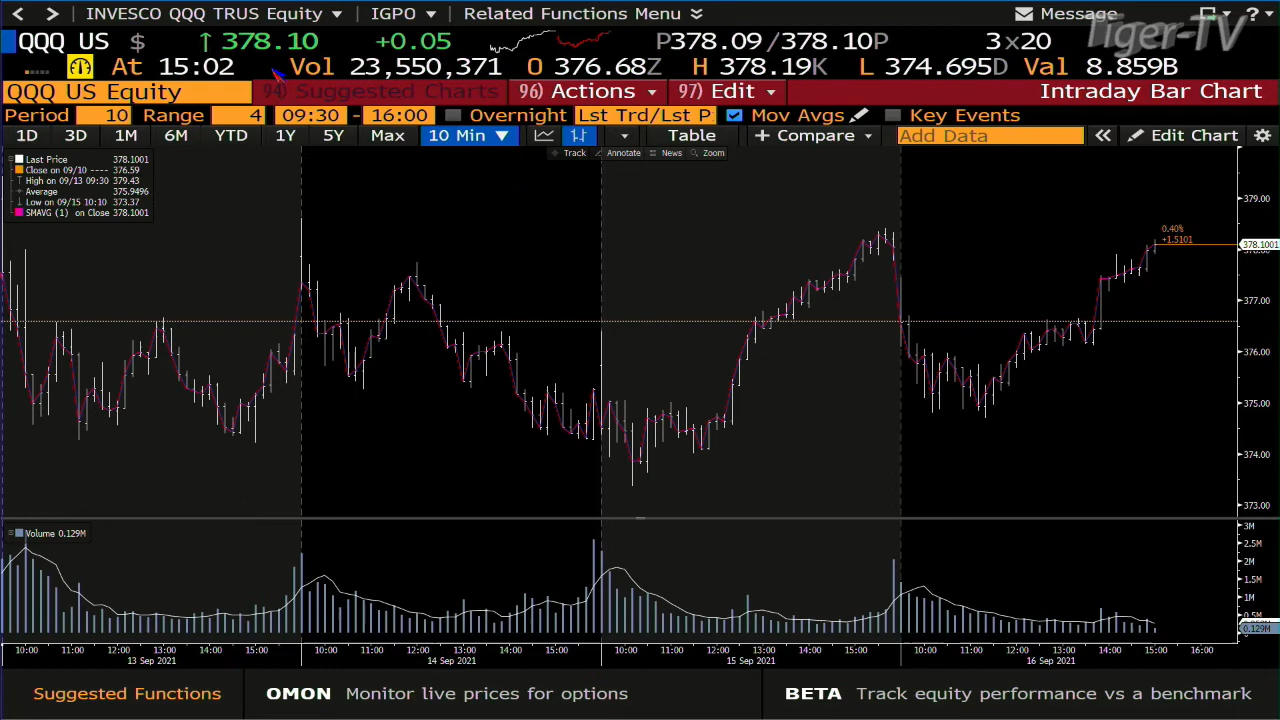 INVESCO QQQ TRUS Equity IGPO Related Functions Menu Message ?
Tiger-TV
QQQ US $ ↑ 378.10 +0.05 P378.09/378.10P 3x20
At 15:02 Vol 23,550,371 O 376.68Z H 378.19K L 374.695D Val 8.859B
QQQ US Equity 94) Suggested Charts 96) Actions 97) Edit Intraday Bar Chart
Period 10 Range 4 09:30 - 16:00 Overnight Lst Trd/Lst P Mov Avgs Key Events
1D 3D 1M 6M YTD 1Y 5Y Max 10 Min ▼ Table + Compare Add Data « Edit Chart
Track Annotate News Zoom
Last Price 378.1001
Close on 09/10 ---- 376.59
High on 09/13 09:30 379.43
Average 375.9496
Low on 09/15 10:10 373.37
SMAVG (1) on Close 378.1001
379.00
0.40%
+1.5101
378.1001
377.00
376.00
375.00
374.00
373.00
Volume 0.129M
3M
2.5M
2M
1.5M
1M
0.5M
0.129M
10:00 11:00 12:00 13:00 14:00 15:00 10:00 11:00 12:00 13:00 14:00 15:00 10:00 11:00 12:00 13:00 14:00 15:00 10:00 11:00 12:00 13:00 14:00 15:00 16:00
13 Sep 2021 14 Sep 2021 15 Sep 2021 16 Sep 2021
Suggested Functions OMON Monitor live prices for options BETA Track equity performance vs a benchmark